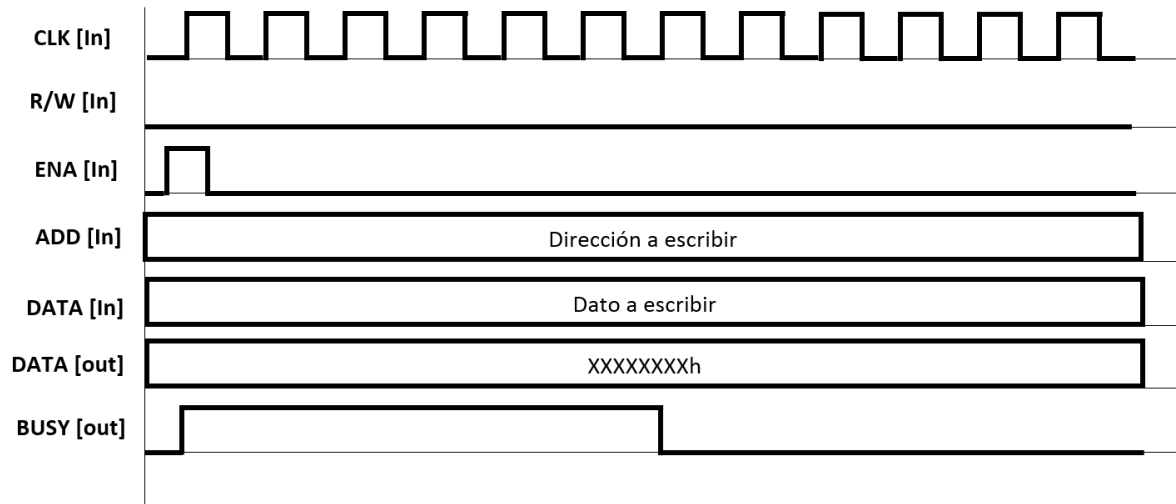 CLK [In]
R/W [In]
ENA [In]
ADD [In]
Dirección a escribir
DATA [In]
Dato a escribir
DATA [out]
XXXXXXXXh
BUSY [out]